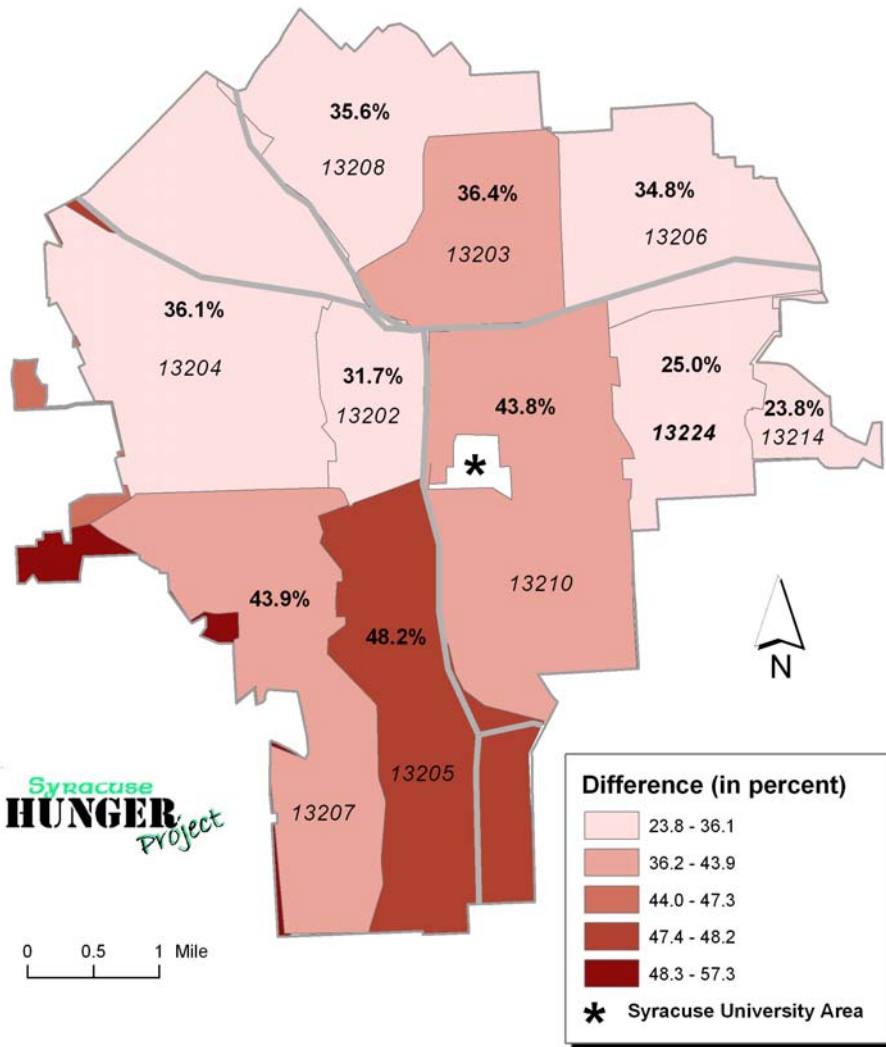 35.6%
13208
36.4%
13203
34.8%
13206
36.1%
13204
31.7%
13202
43.8%
25.0%
13224
23.8%
13214
*
13210
43.9%
48.2%
13205
13207
N
Syracuse
HUNGER
Project
0 0.5 1 Mile
Difference (in percent)
23.8 - 36.1
36.2 - 43.9
44.0 - 47.3
47.4 - 48.2
48.3 - 57.3
* Syracuse University Area